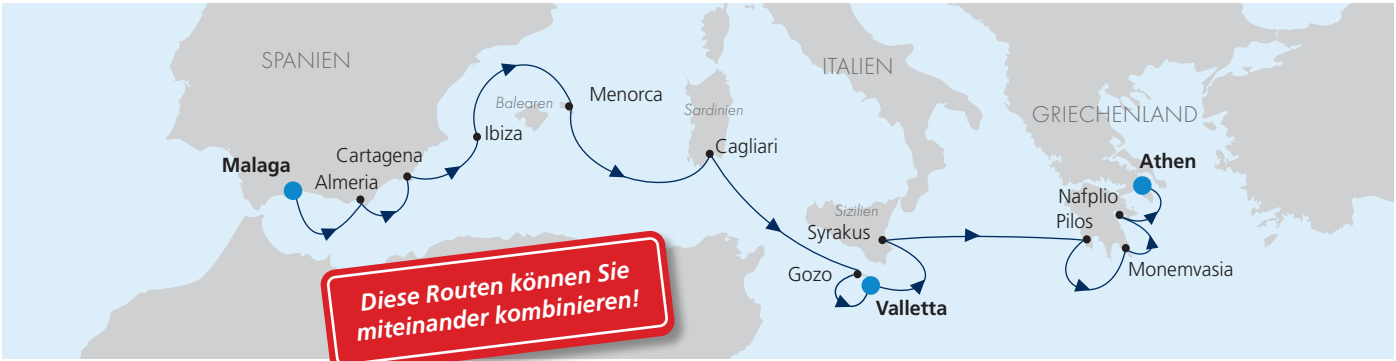 SPANIEN
ITALIEN
GRIECHENLAND
Balearen
Menorca
Sardinien
Ibiza
Cagliari
Cartagena
Malaga
Almeria
Athen
Nafplio
Pilos
Sizilien
Syrakus
Gozo
Monemvasia
Valletta
Diese Routen können Sie
miteinander kombinieren!